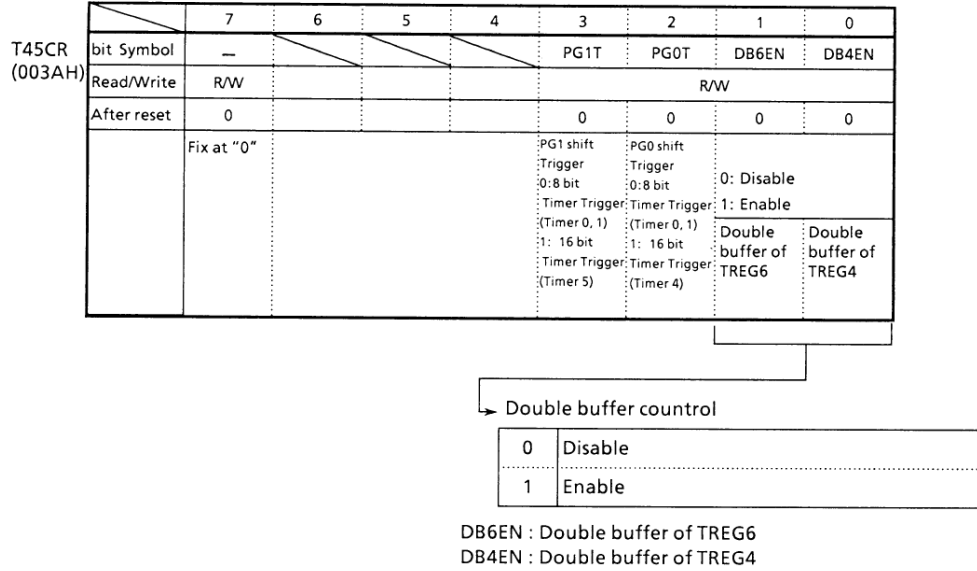 7 6 5 4 3 2 1 0
T45CR
(003AH)
bit Symbol – PG1T PG0T DB6EN DB4EN
Read/Write R/W R/W
After reset 0 0 0 0 0
Fix at "0"
PG1 shift
Trigger
0:8 bit
Timer Trigger
(Timer 0, 1)
1: 16 bit
Timer Trigger
(Timer 5)
PG0 shift
Trigger
0:8 bit
Timer Trigger
(Timer 0, 1)
1: 16 bit
Timer Trigger
(Timer 4)
0: Disable
1: Enable
Double
buffer of
TREG6
Double
buffer of
TREG4
Double buffer countrol
0 Disable
1 Enable
DB6EN : Double buffer of TREG6
DB4EN : Double buffer of TREG4